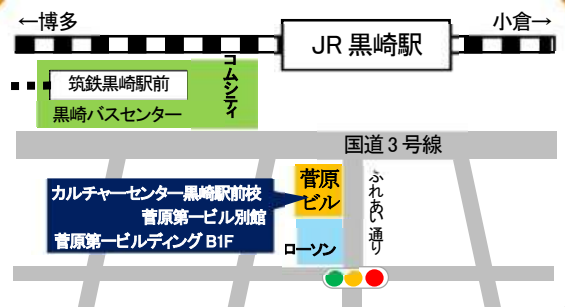 ←博多
小倉→
JR 黒崎駅
コムシティ
筑鉄黒崎駅前
黒崎バスセンター
国道3号線
カルチャーセンター黒崎駅前校
菅原第一ビル別館
菅原第一ビルディング B1F
菅原
ビル
ふれあい通り
ローソン